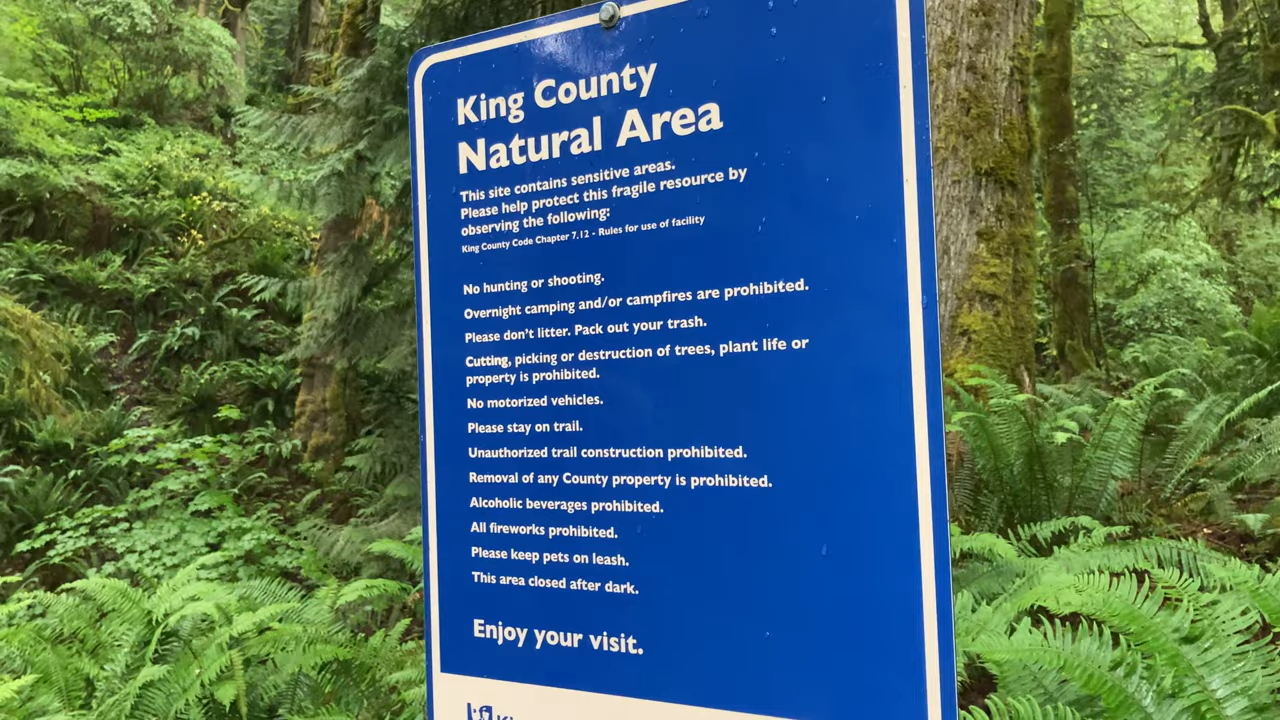 King County
Natural Area
This site contains sensitive areas.
Please help protect this fragile resource by
observing the following:
King County Code Chapter 7.12 - Rules for use of facility
No hunting or shooting.
Overnight camping and/or campfires are prohibited.
Please don't litter. Pack out your trash.
Cutting, picking or destruction of trees, plant life or
property is prohibited.
No motorized vehicles.
Please stay on trail.
Unauthorized trail construction prohibited.
Removal of any County property is prohibited.
Alcoholic beverages prohibited.
All fireworks prohibited.
Please keep pets on leash.
This area closed after dark.
Enjoy your visit.